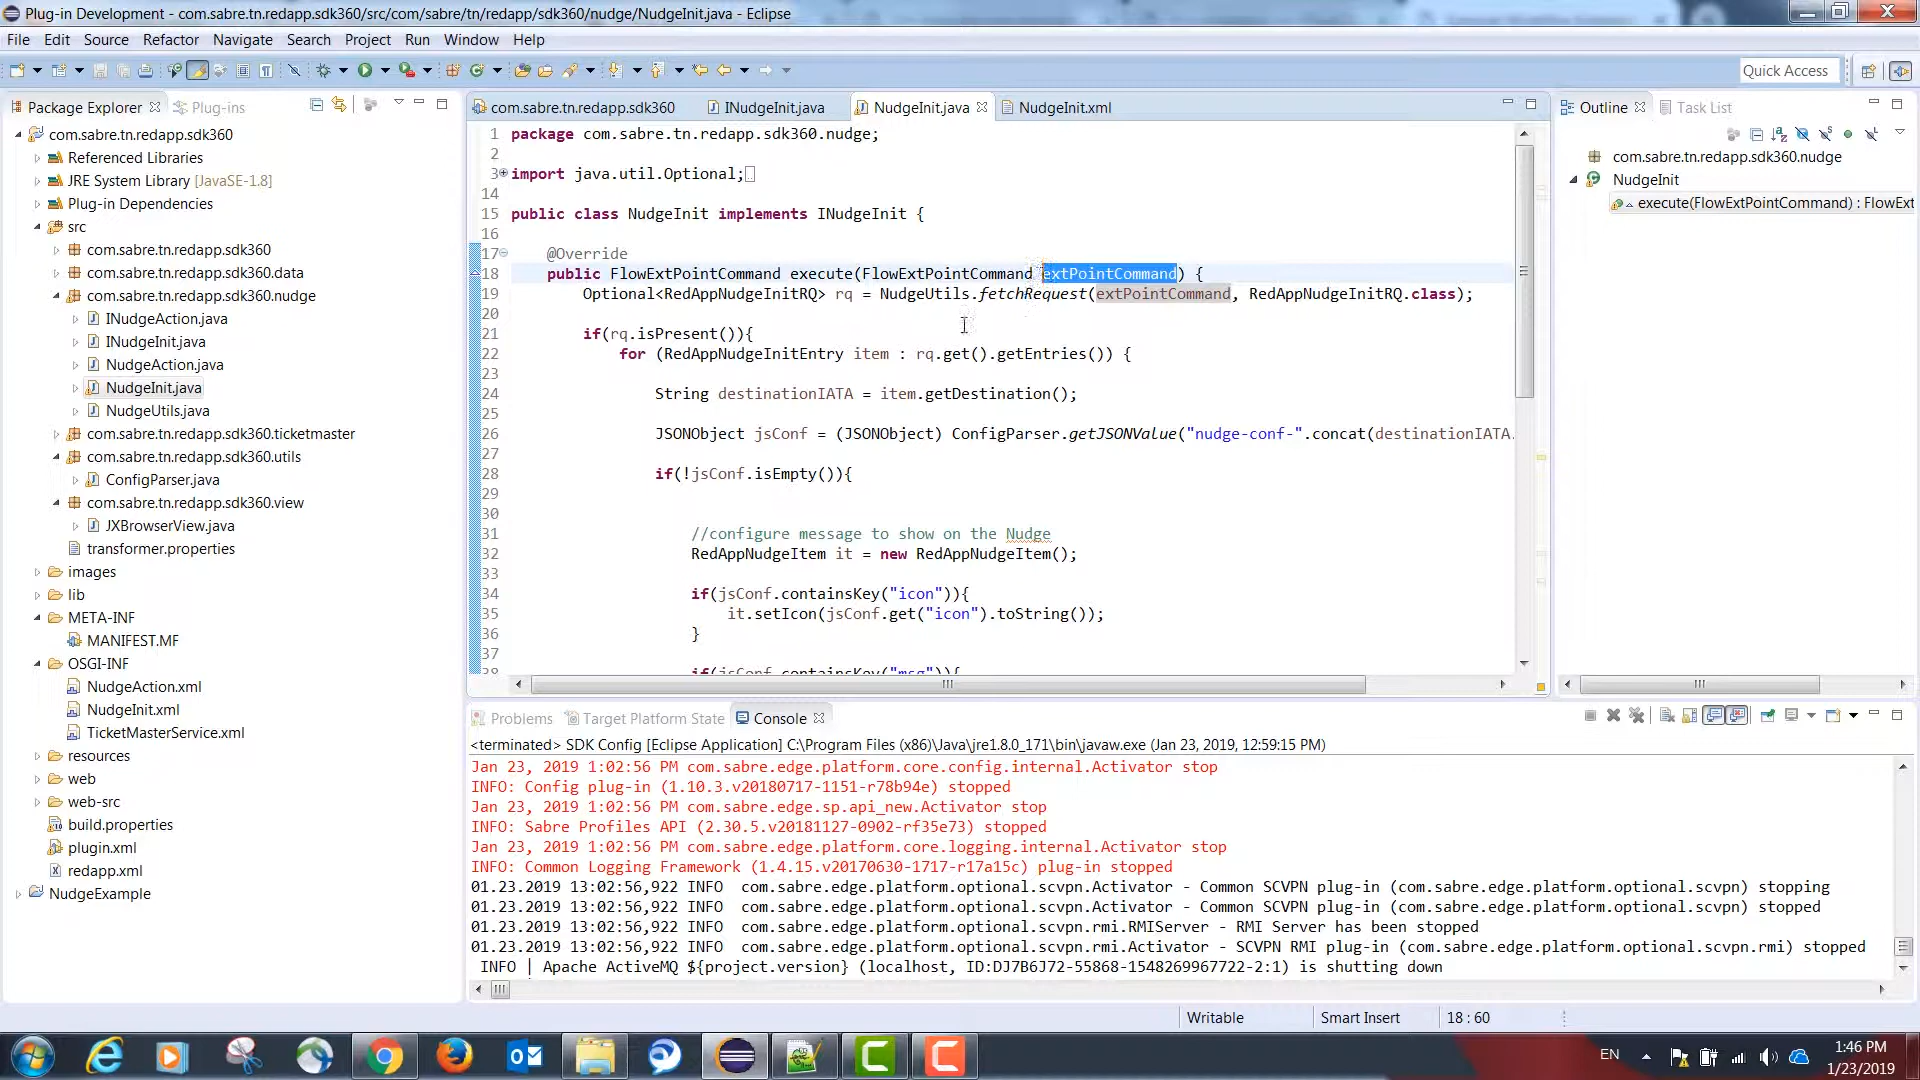 Plug-in Development - com.sabre.tn.redapp.sdk360/src/com/sabre/tn/redapp/sdk360/nudge/NudgeInit.java - Eclipse
File Edit Source Refactor Navigate Search Project Run Window Help
Quick Access
Package Explorer Plug-ins
com.sabre.tn.redapp.sdk360
Referenced Libraries
JRE System Library [JavaSE-1.8]
Plug-in Dependencies
src
com.sabre.tn.redapp.sdk360
com.sabre.tn.redapp.sdk360.data
com.sabre.tn.redapp.sdk360.nudge
INudgeAction.java
INudgeInit.java
NudgeAction.java
NudgeInit.java
NudgeUtils.java
com.sabre.tn.redapp.sdk360.ticketmaster
com.sabre.tn.redapp.sdk360.utils
ConfigParser.java
com.sabre.tn.redapp.sdk360.view
JXBrowserView.java
transformer.properties
images
lib
META-INF
MANIFEST.MF
OSGI-INF
NudgeAction.xml
NudgeInit.xml
TicketMasterService.xml
resources
web
web-src
build.properties
plugin.xml
redapp.xml
NudgeExample
com.sabre.tn.redapp.sdk360 INudgeInit.java NudgeInit.java NudgeInit.xml
1 package com.sabre.tn.redapp.sdk360.nudge;
2
3 import java.util.Optional;
14
15 public class NudgeInit implements INudgeInit {
16
17 @Override
18 public FlowExtPointCommand execute(FlowExtPointCommand extPointCommand) {
19 Optional<RedAppNudgeInitRQ> rq = NudgeUtils.fetchRequest(extPointCommand, RedAppNudgeInitRQ.class);
20
21 if(rq.isPresent()){
22 for (RedAppNudgeInitEntry item : rq.get().getEntries()) {
23
24 String destinationIATA = item.getDestination();
25
26 JSONObject jsConf = (JSONObject) ConfigParser.getJSONValue("nudge-conf-".concat(destinationIATA.
27
28 if(!jsConf.isEmpty()){
29
30
31 //configure message to show on the Nudge
32 RedAppNudgeItem it = new RedAppNudgeItem();
33
34 if(jsConf.containsKey("icon")){
35 it.setIcon(jsConf.get("icon").toString());
36 }
37
38 if(jsConf.containsKey("msg"){
Outline Task List
com.sabre.tn.redapp.sdk360.nudge
NudgeInit
execute(FlowExtPointCommand) : FlowExt
Problems Target Platform State Console
<terminated> SDK Config [Eclipse Application] C:\Program Files (x86)\Java\jre1.8.0_171\bin\javaw.exe (Jan 23, 2019, 12:59:15 PM)
Jan 23, 2019 1:02:56 PM com.sabre.edge.platform.core.config.internal.Activator stop
INFO: Config plug-in (1.10.3.v20180717-1151-r78b94e) stopped
Jan 23, 2019 1:02:56 PM com.sabre.edge.sp.api_new.Activator stop
INFO: Sabre Profiles API (2.30.5.v20181127-0902-rf35e73) stopped
Jan 23, 2019 1:02:56 PM com.sabre.edge.platform.core.logging.internal.Activator stop
INFO: Common Logging Framework (1.4.15.v20170630-1717-r17a15c) plug-in stopped
01.23.2019 13:02:56,922 INFO com.sabre.edge.platform.optional.scvpn.Activator - Common SCVPN plug-in (com.sabre.edge.platform.optional.scvpn) stopping
01.23.2019 13:02:56,922 INFO com.sabre.edge.platform.optional.scvpn.Activator - Common SCVPN plug-in (com.sabre.edge.platform.optional.scvpn) stopped
01.23.2019 13:02:56,922 INFO com.sabre.edge.platform.optional.scvpn.rmi.RMIServer - RMI Server has been stopped
01.23.2019 13:02:56,922 INFO com.sabre.edge.platform.optional.scvpn.rmi.Activator - SCVPN RMI plug-in (com.sabre.edge.platform.optional.scvpn.rmi) stopped
INFO | Apache ActiveMQ ${project.version} (localhost, ID:DJ7B6J72-55868-1548269967722-2:1) is shutting down
Writable Smart Insert 18 : 60
EN
1:46 PM
1/23/2019